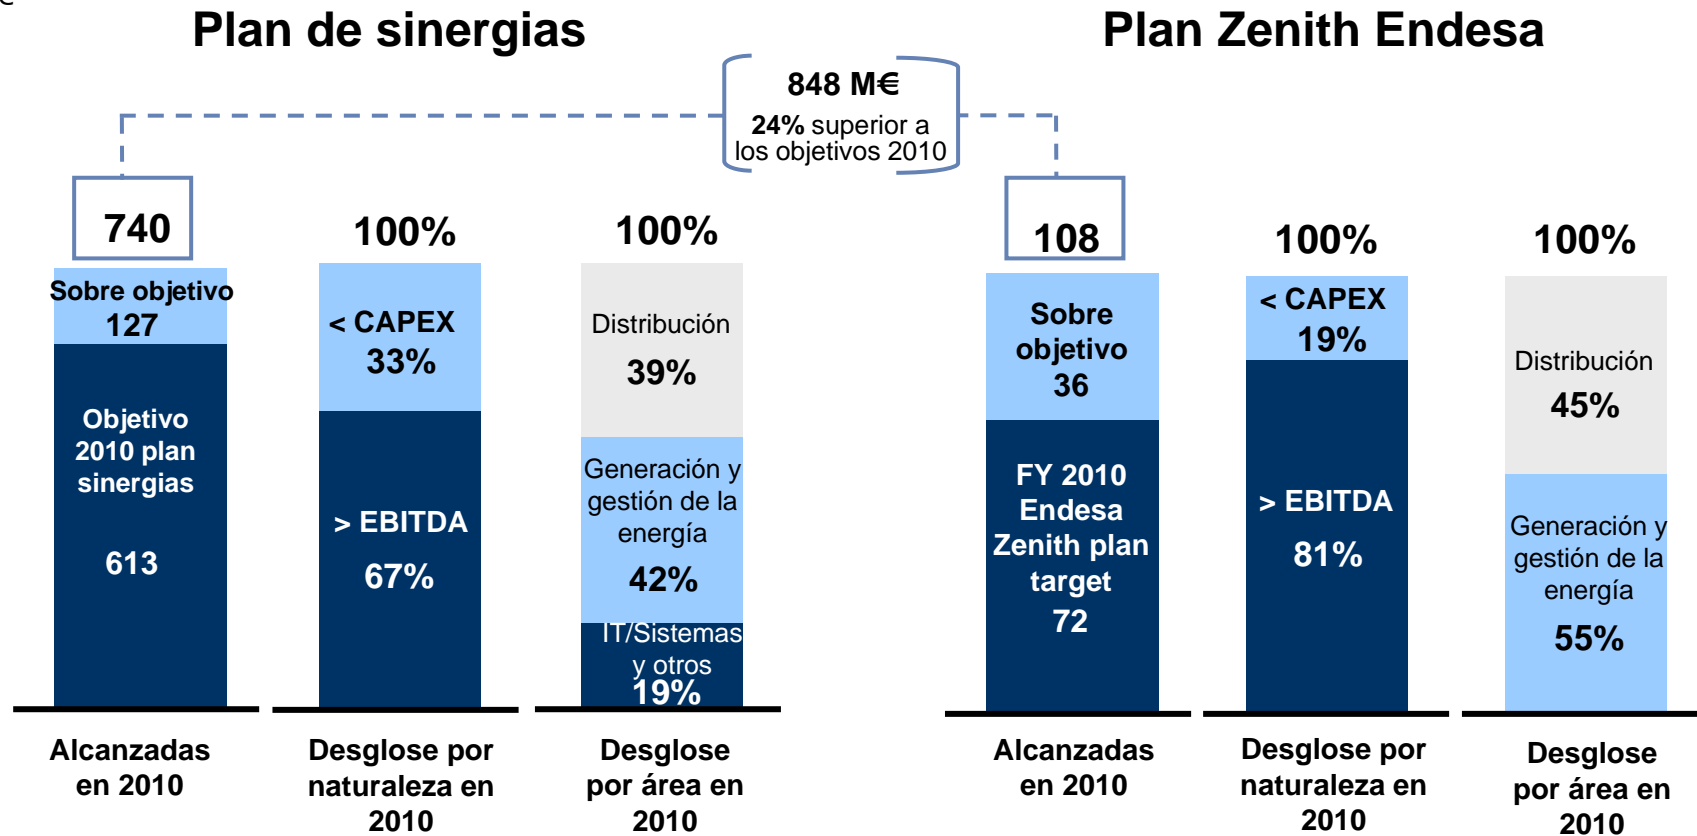 Plan de sinergias
Plan Zenith Endesa
848 M€
24% superior a
los objetivos 2010
740
100%
100%
Sobre objetivo
127
Objetivo
2010 plan
sinergias
613
< CAPEX
33%
> EBITDA
67%
Distribución
39%
Generación y
gestión de la
energía
42%
IT/Sistemas
y otros
19%
Alcanzadas
en 2010
Desglose por
naturaleza en
2010
Desglose
por área en
2010
108
100%
100%
Sobre
objetivo
36
FY 2010
Endesa
Zenith plan
target
72
< CAPEX
19%
> EBITDA
81%
Distribución
45%
Generación y
gestión de la
energía
55%
Alcanzadas
en 2010
Desglose por
naturaleza en
2010
Desglose
por área en
2010